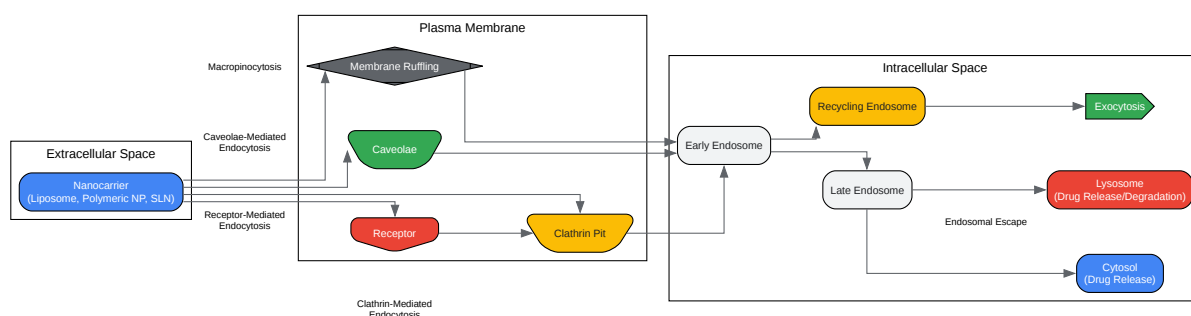 Plasma Membrane
Macropinocytosis
Membrane Ruffling
Intracellular Space
Recycling Endosome
Exocytosis
Caveolae-Mediated
Endocytosis
Caveolae
Early Endosome
Extracellular Space
Nanocarrier
(Liposome, Polymeric NP, SLN)
Late Endosome
Lysosome
(Drug Release/Degradation)
Receptor-Mediated
Endocytosis
Receptor
Clathrin Pit
Endosomal Escape
Cytosol
(Drug Release)
Clathrin-Mediated
Endocytosis